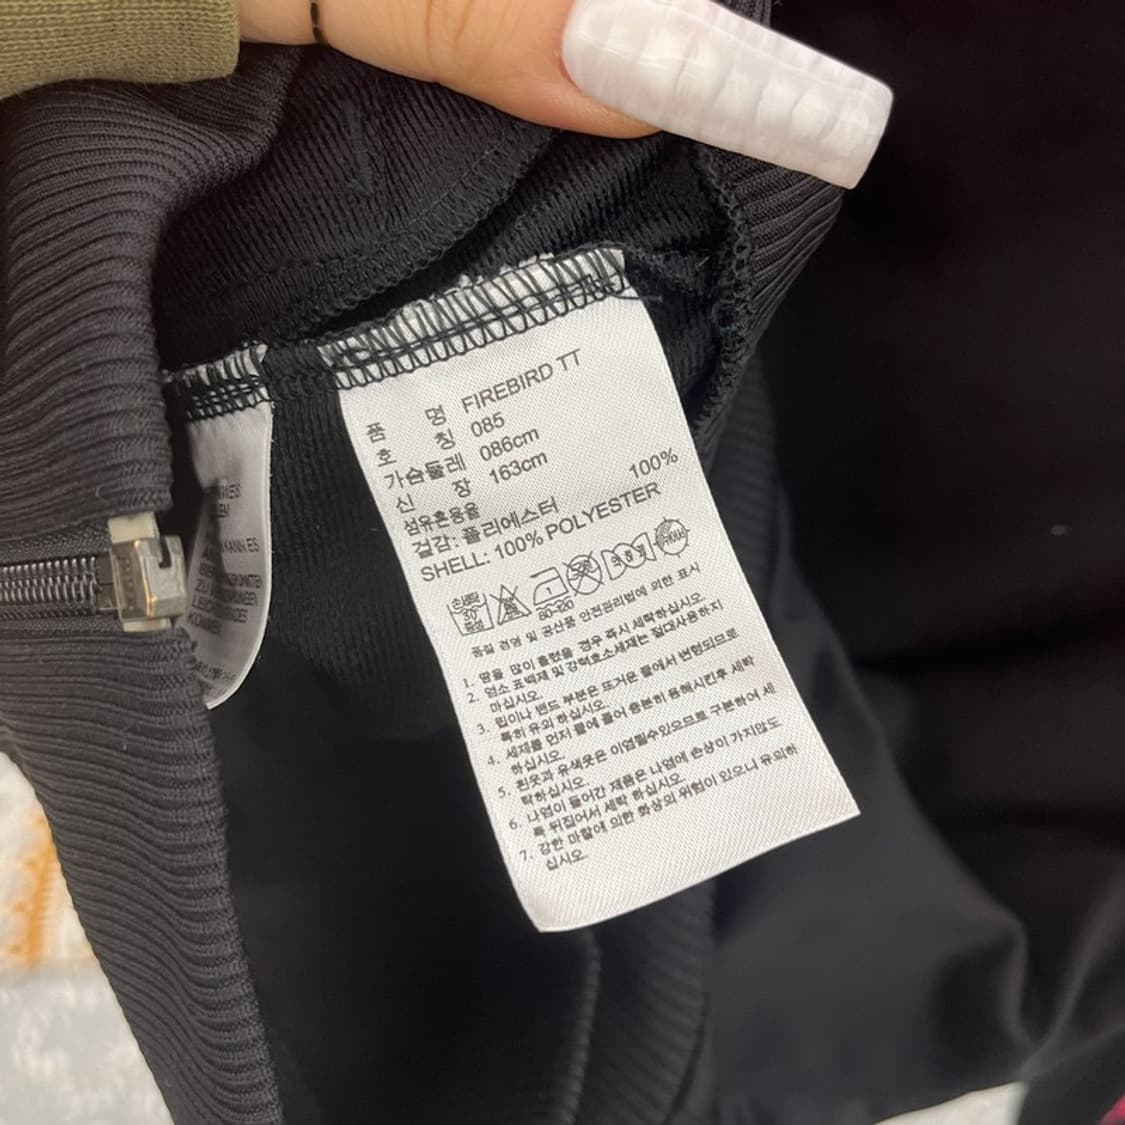 품 명 FIREBIRD TT
호 칭 085
가슴둘레 086cm
신 장 163cm
섬유혼용율
겉감: 폴리에스터 100%
SHELL: 100% POLYESTER
품질 경영 및 공산품 안전관리법에 의한 표시
1. 땀을 많이 흘렸을 경우 즉시 세탁하십시오.
2. 염소 표백제 및 강력효소세제는 절대사용하지
마십시오.
3. 립이나 밴드 부분은 뜨거운 물에서 변형되므로
특히 유의 하십시오.
4. 세제를 먼저 물에 풀어 충분히 용해시킨후 세탁
하십시오.
5. 흰옷과 유색옷은 이염될수있으므로 구분하여 세
탁하십시오.
6. 나염이 들어간 제품은 나염에 손상이 가지않도
록 뒤집어서 세탁 하십시오.
7. 강한 마찰에 의한 화상의 위험이 있으니 유의하
십시오.
KANN ES